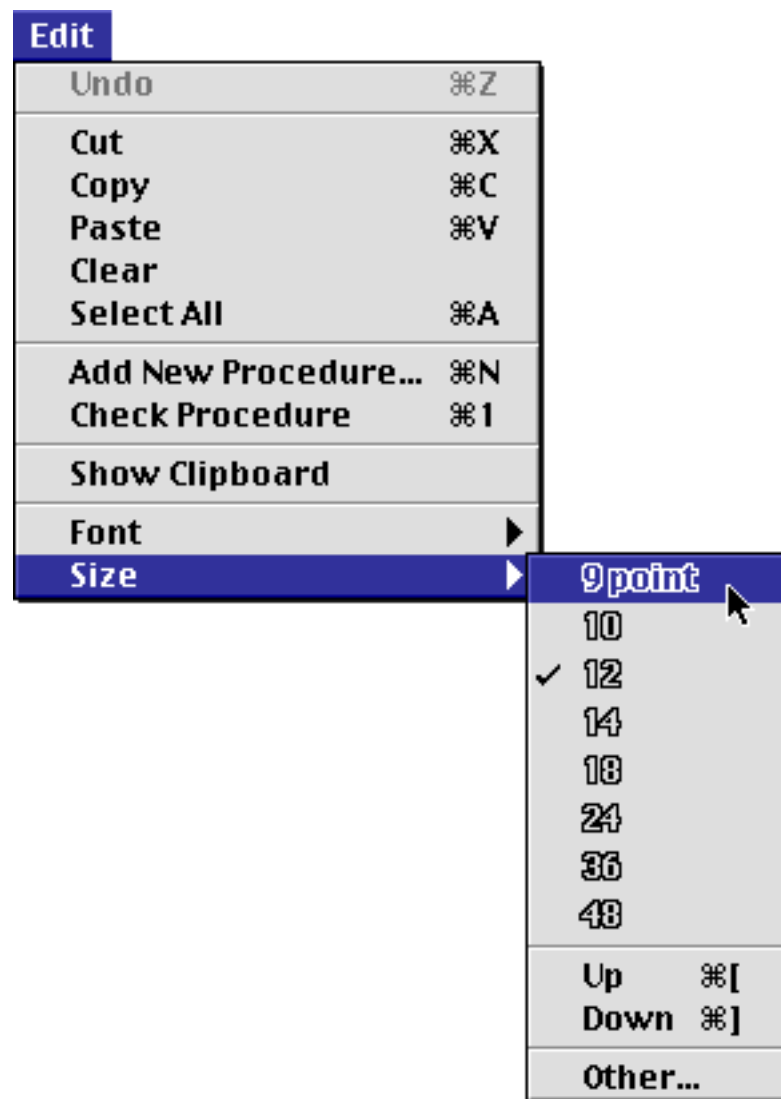 Edit
Undo ⌘Z
Cut ⌘X
Copy ⌘C
Paste ⌘V
Clear
Select All ⌘A
Add New Procedure... ⌘N
Check Procedure ⌘1
Show Clipboard
Font
Size
9 point
10
✓ 12
14
18
24
36
48
Up ⌘[
Down ⌘]
Other...